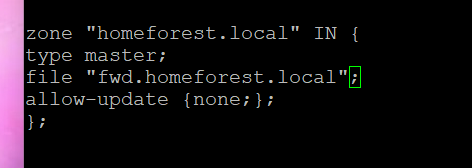 zone "homeforest.local" IN {
type master;
file "fwd.homeforest.local";
allow-update {none;};
};